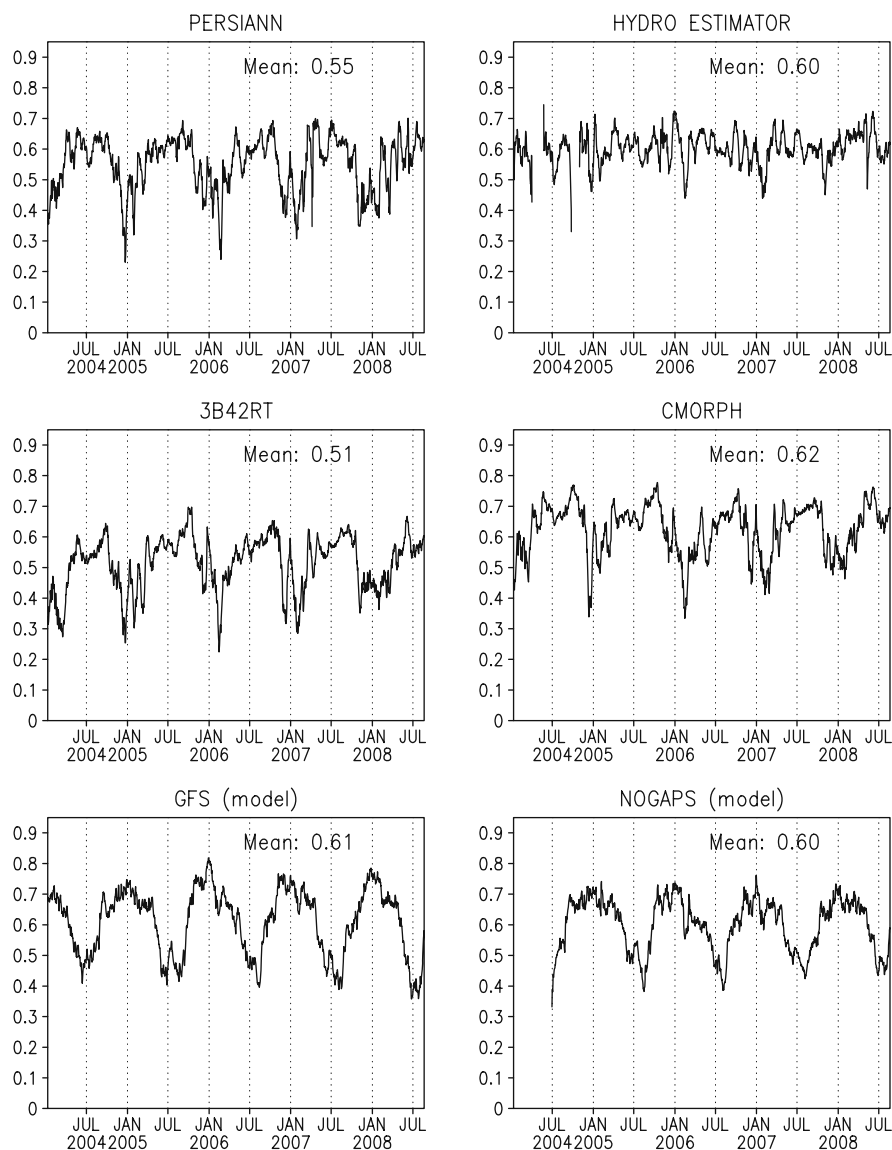 PERSIANN
Mean: 0.55
0.9
0.8
0.7
0.6
0.5
0.4
0.3
0.2
0.1
0
JUL JAN JUL JAN JUL JAN JUL JAN JUL
2004 2005 2006 2007 2008
HYDRO ESTIMATOR
Mean: 0.60
0.9
0.8
0.7
0.6
0.5
0.4
0.3
0.2
0.1
0
JUL JAN JUL JAN JUL JAN JUL JAN JUL
2004 2005 2006 2007 2008
3B42RT
Mean: 0.51
0.9
0.8
0.7
0.6
0.5
0.4
0.3
0.2
0.1
0
JUL JAN JUL JAN JUL JAN JUL JAN JUL
2004 2005 2006 2007 2008
CMORPH
Mean: 0.62
0.9
0.8
0.7
0.6
0.5
0.4
0.3
0.2
0.1
0
JUL JAN JUL JAN JUL JAN JUL JAN JUL
2004 2005 2006 2007 2008
GFS (model)
Mean: 0.61
0.9
0.8
0.7
0.6
0.5
0.4
0.3
0.2
0.1
0
JUL JAN JUL JAN JUL JAN JUL JAN JUL
2004 2005 2006 2007 2008
NOGAPS (model)
Mean: 0.60
0.9
0.8
0.7
0.6
0.5
0.4
0.3
0.2
0.1
0
JUL JAN JUL JAN JUL JAN JUL JAN JUL
2004 2005 2006 2007 2008